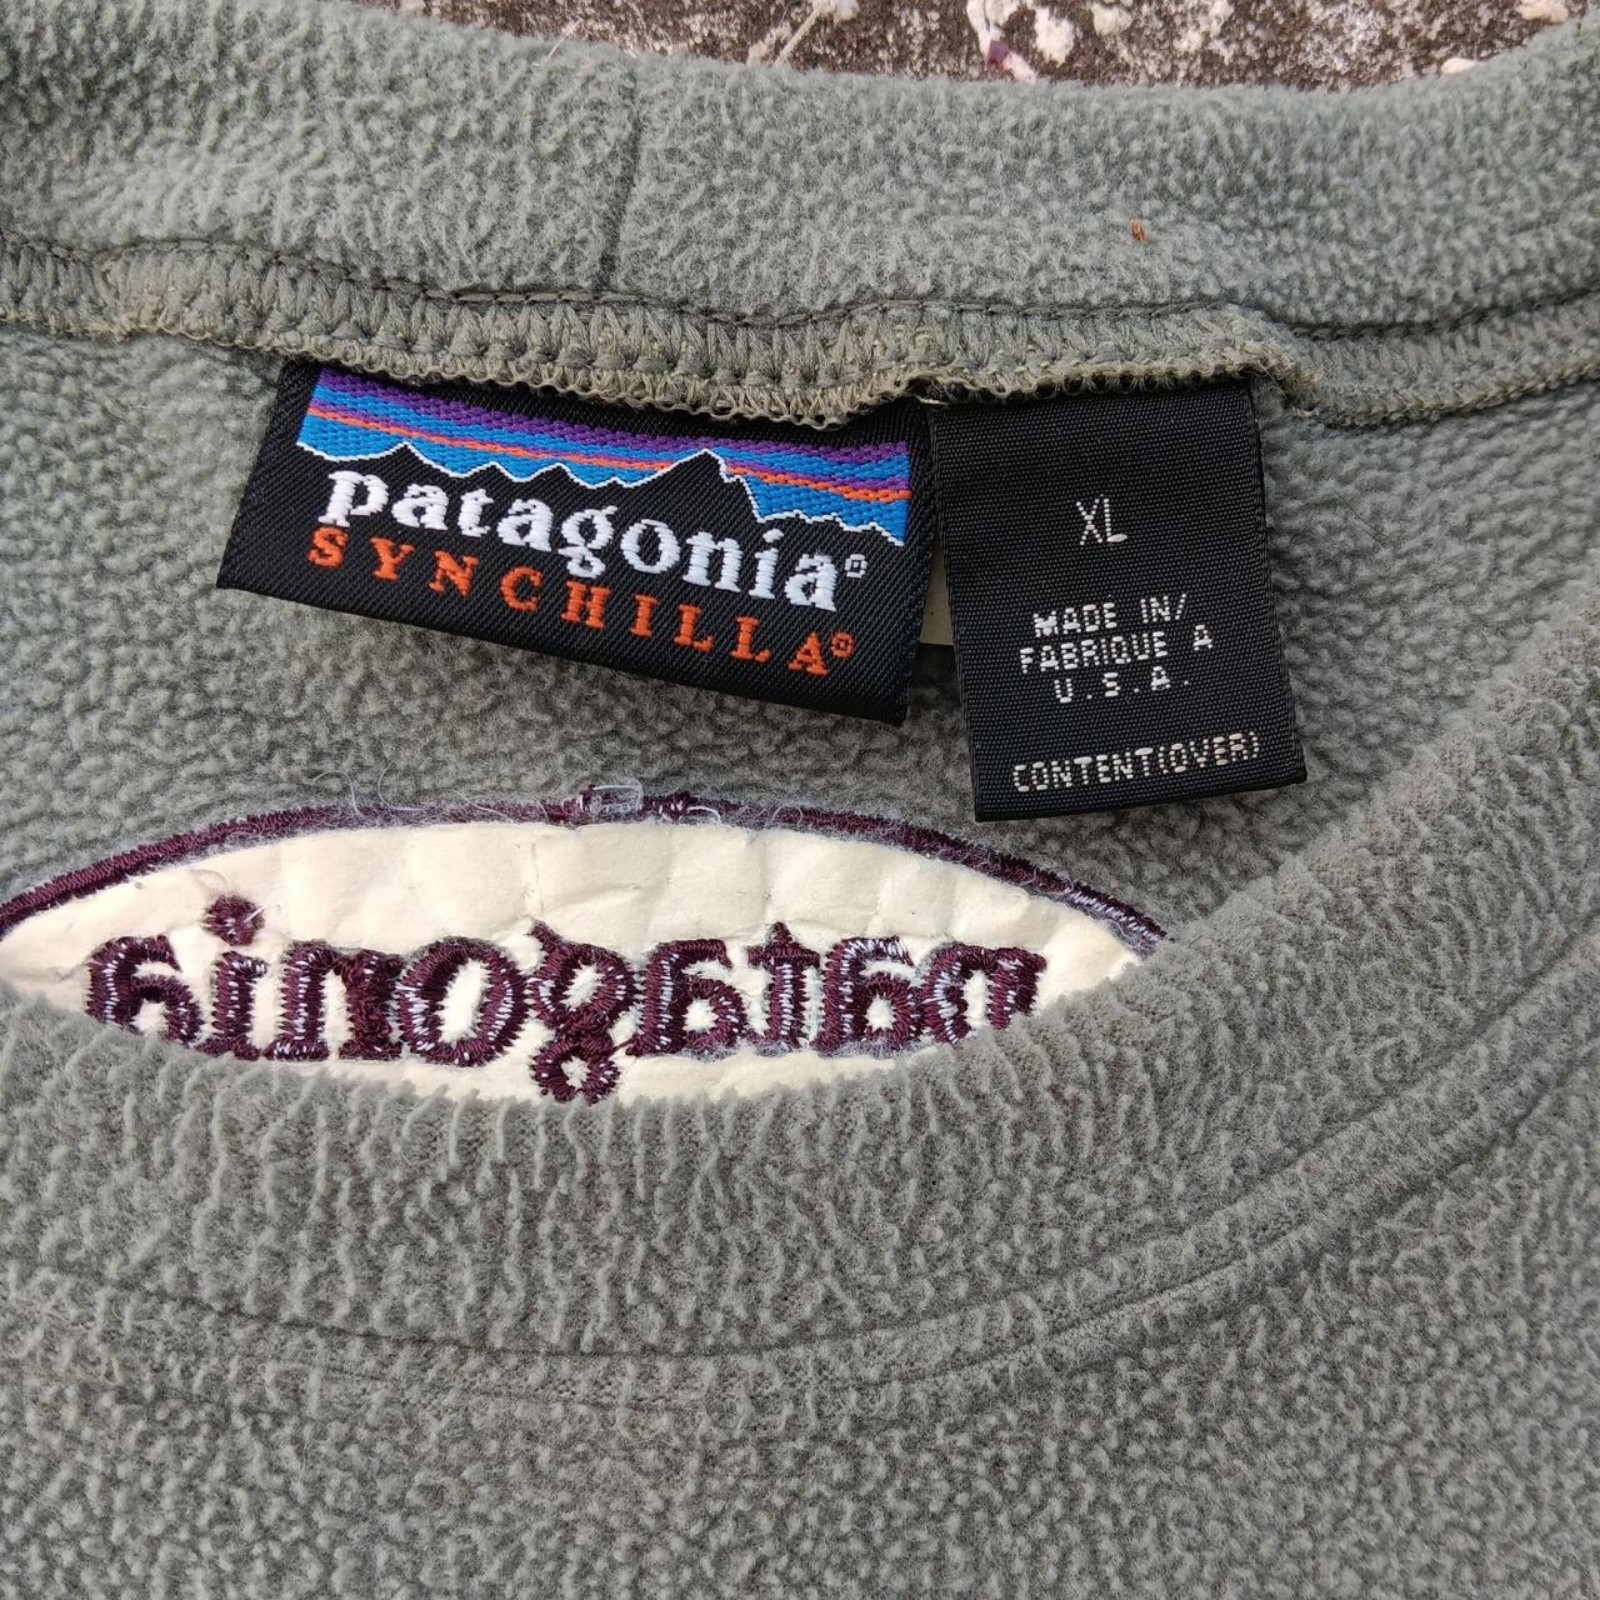 patagonia®
SYNCHILLA®
XL
MADE IN/
FABRIQUE A
U.S.A.
CONTENT(OVER)
patagonia